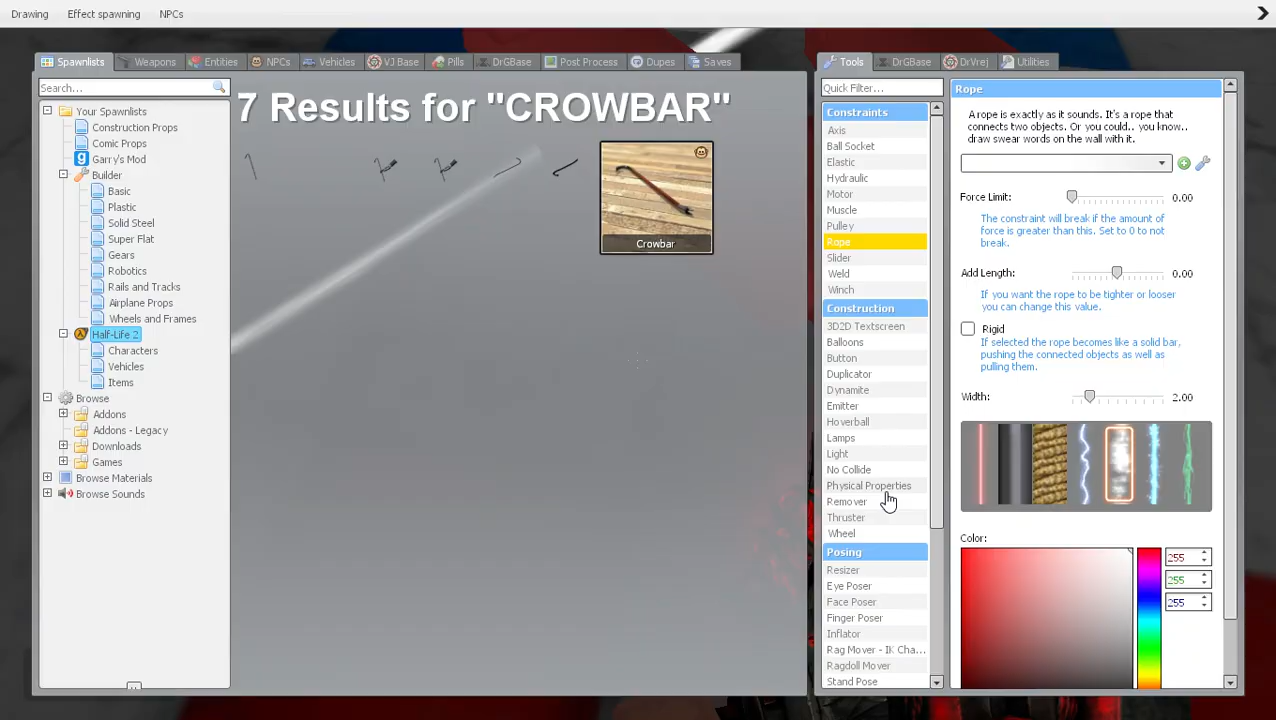 Drawing Effect spawning NPCs
Spawnlists Weapons Entities NPCs Vehicles VJ Base Pills DrGBase Post Process Dupes Saves
Search...
Your Spawnlists
Construction Props
Comic Props
Garry's Mod
Builder
Basic
Plastic
Solid Steel
Super Flat
Gears
Robotics
Rails and Tracks
Airplane Props
Wheels and Frames
Half-Life 2
Characters
Vehicles
Items
Browse
Addons
Addons - Legacy
Downloads
Games
Browse Materials
Browse Sounds
7 Results for "CROWBAR"
Crowbar
Tools DrGBase DrVrej Utilities
Quick Filter...
Constraints
Axis
Ball Socket
Elastic
Hydraulic
Motor
Muscle
Pulley
Rope
Slider
Weld
Winch
Construction
3D2D Textscreen
Balloons
Button
Duplicator
Dynamite
Emitter
Hoverball
Lamps
Light
No Collide
Physical Properties
Remover
Thruster
Wheel
Posing
Resizer
Eye Poser
Face Poser
Finger Poser
Inflator
Rag Mover - IK Cha...
Ragdoll Mover
Stand Pose
Rope
A rope is exactly as it sounds. It's a rope that
connects two objects. Or you could.. you know..
draw swear words on the wall with it.
Force Limit: 0.00
The constraint will break if the amount of
force is greater than this. Set to 0 to not
break.
Add Length: 0.00
If you want the rope to be tighter or looser
you can change this value.
Rigid
If selected the rope becomes like a solid bar,
pushing the connected objects as well as
pulling them.
Width: 2.00
Color:
255
255
255